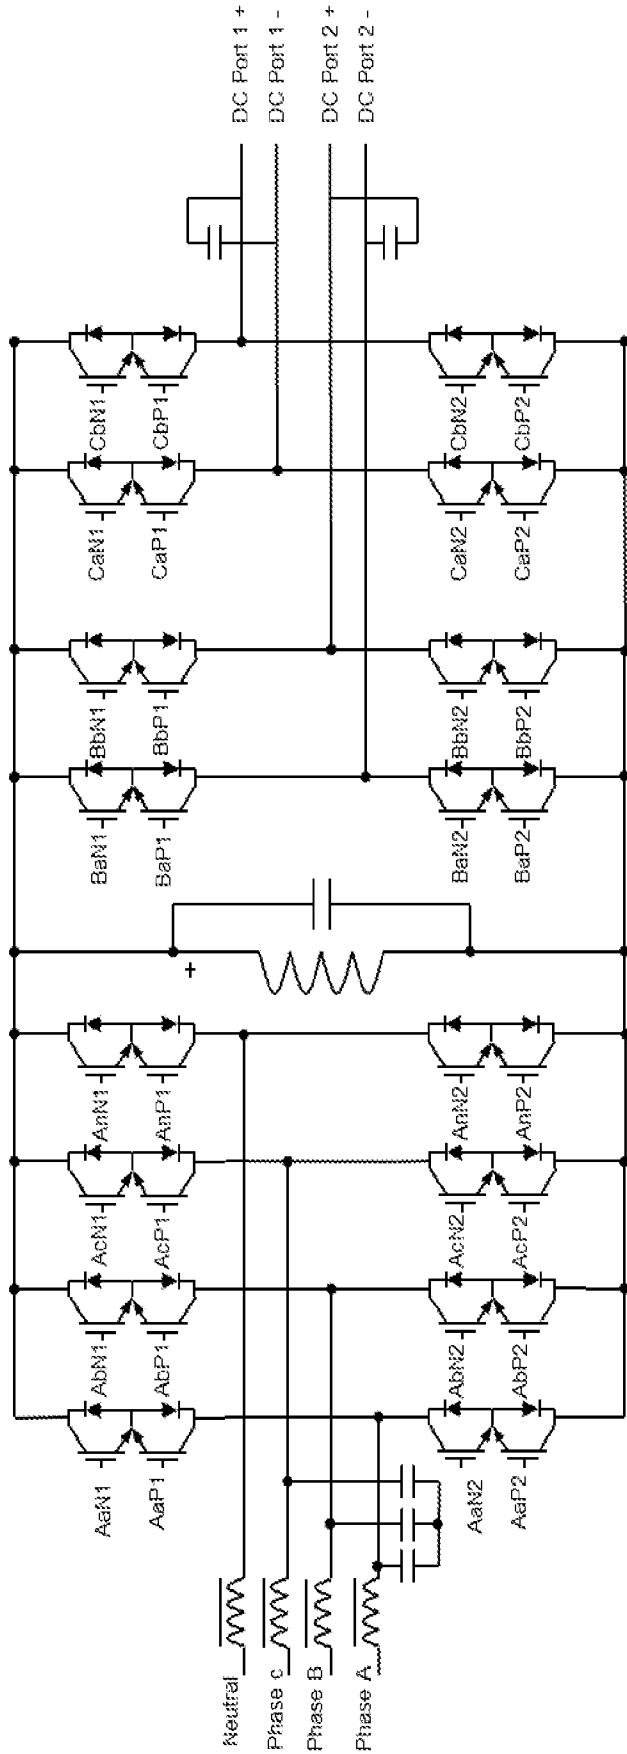 DC Port 1 +
DC Port 1 -
DC Port 2 +
DC Port 2 -
CbN1
CbP1
CbN2
CbP2
CaN1
CaP1
CaN2
CaP2
BbN1
BbP1
BbN2
BbP2
BaN1
BaP1
BaN2
BaP2
+
AnN1
AnP1
AnN2
AnP2
AcN1
AcP1
AcN2
AcP2
AbN1
AbP1
AbN2
AbP2
AaN1
AaP1
AaN2
AaP2
Neutral
Phase c
Phase B
Phase A